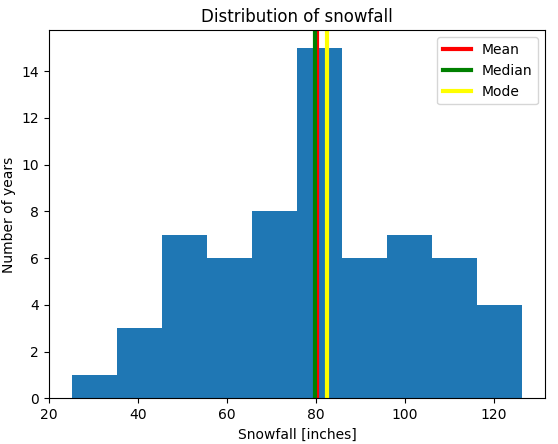 Distribution of snowfall
Mean
Median
Mode
Number of years
14
12
10
8
6
4
2
0
20 40 60 80 100 120
Snowfall [inches]